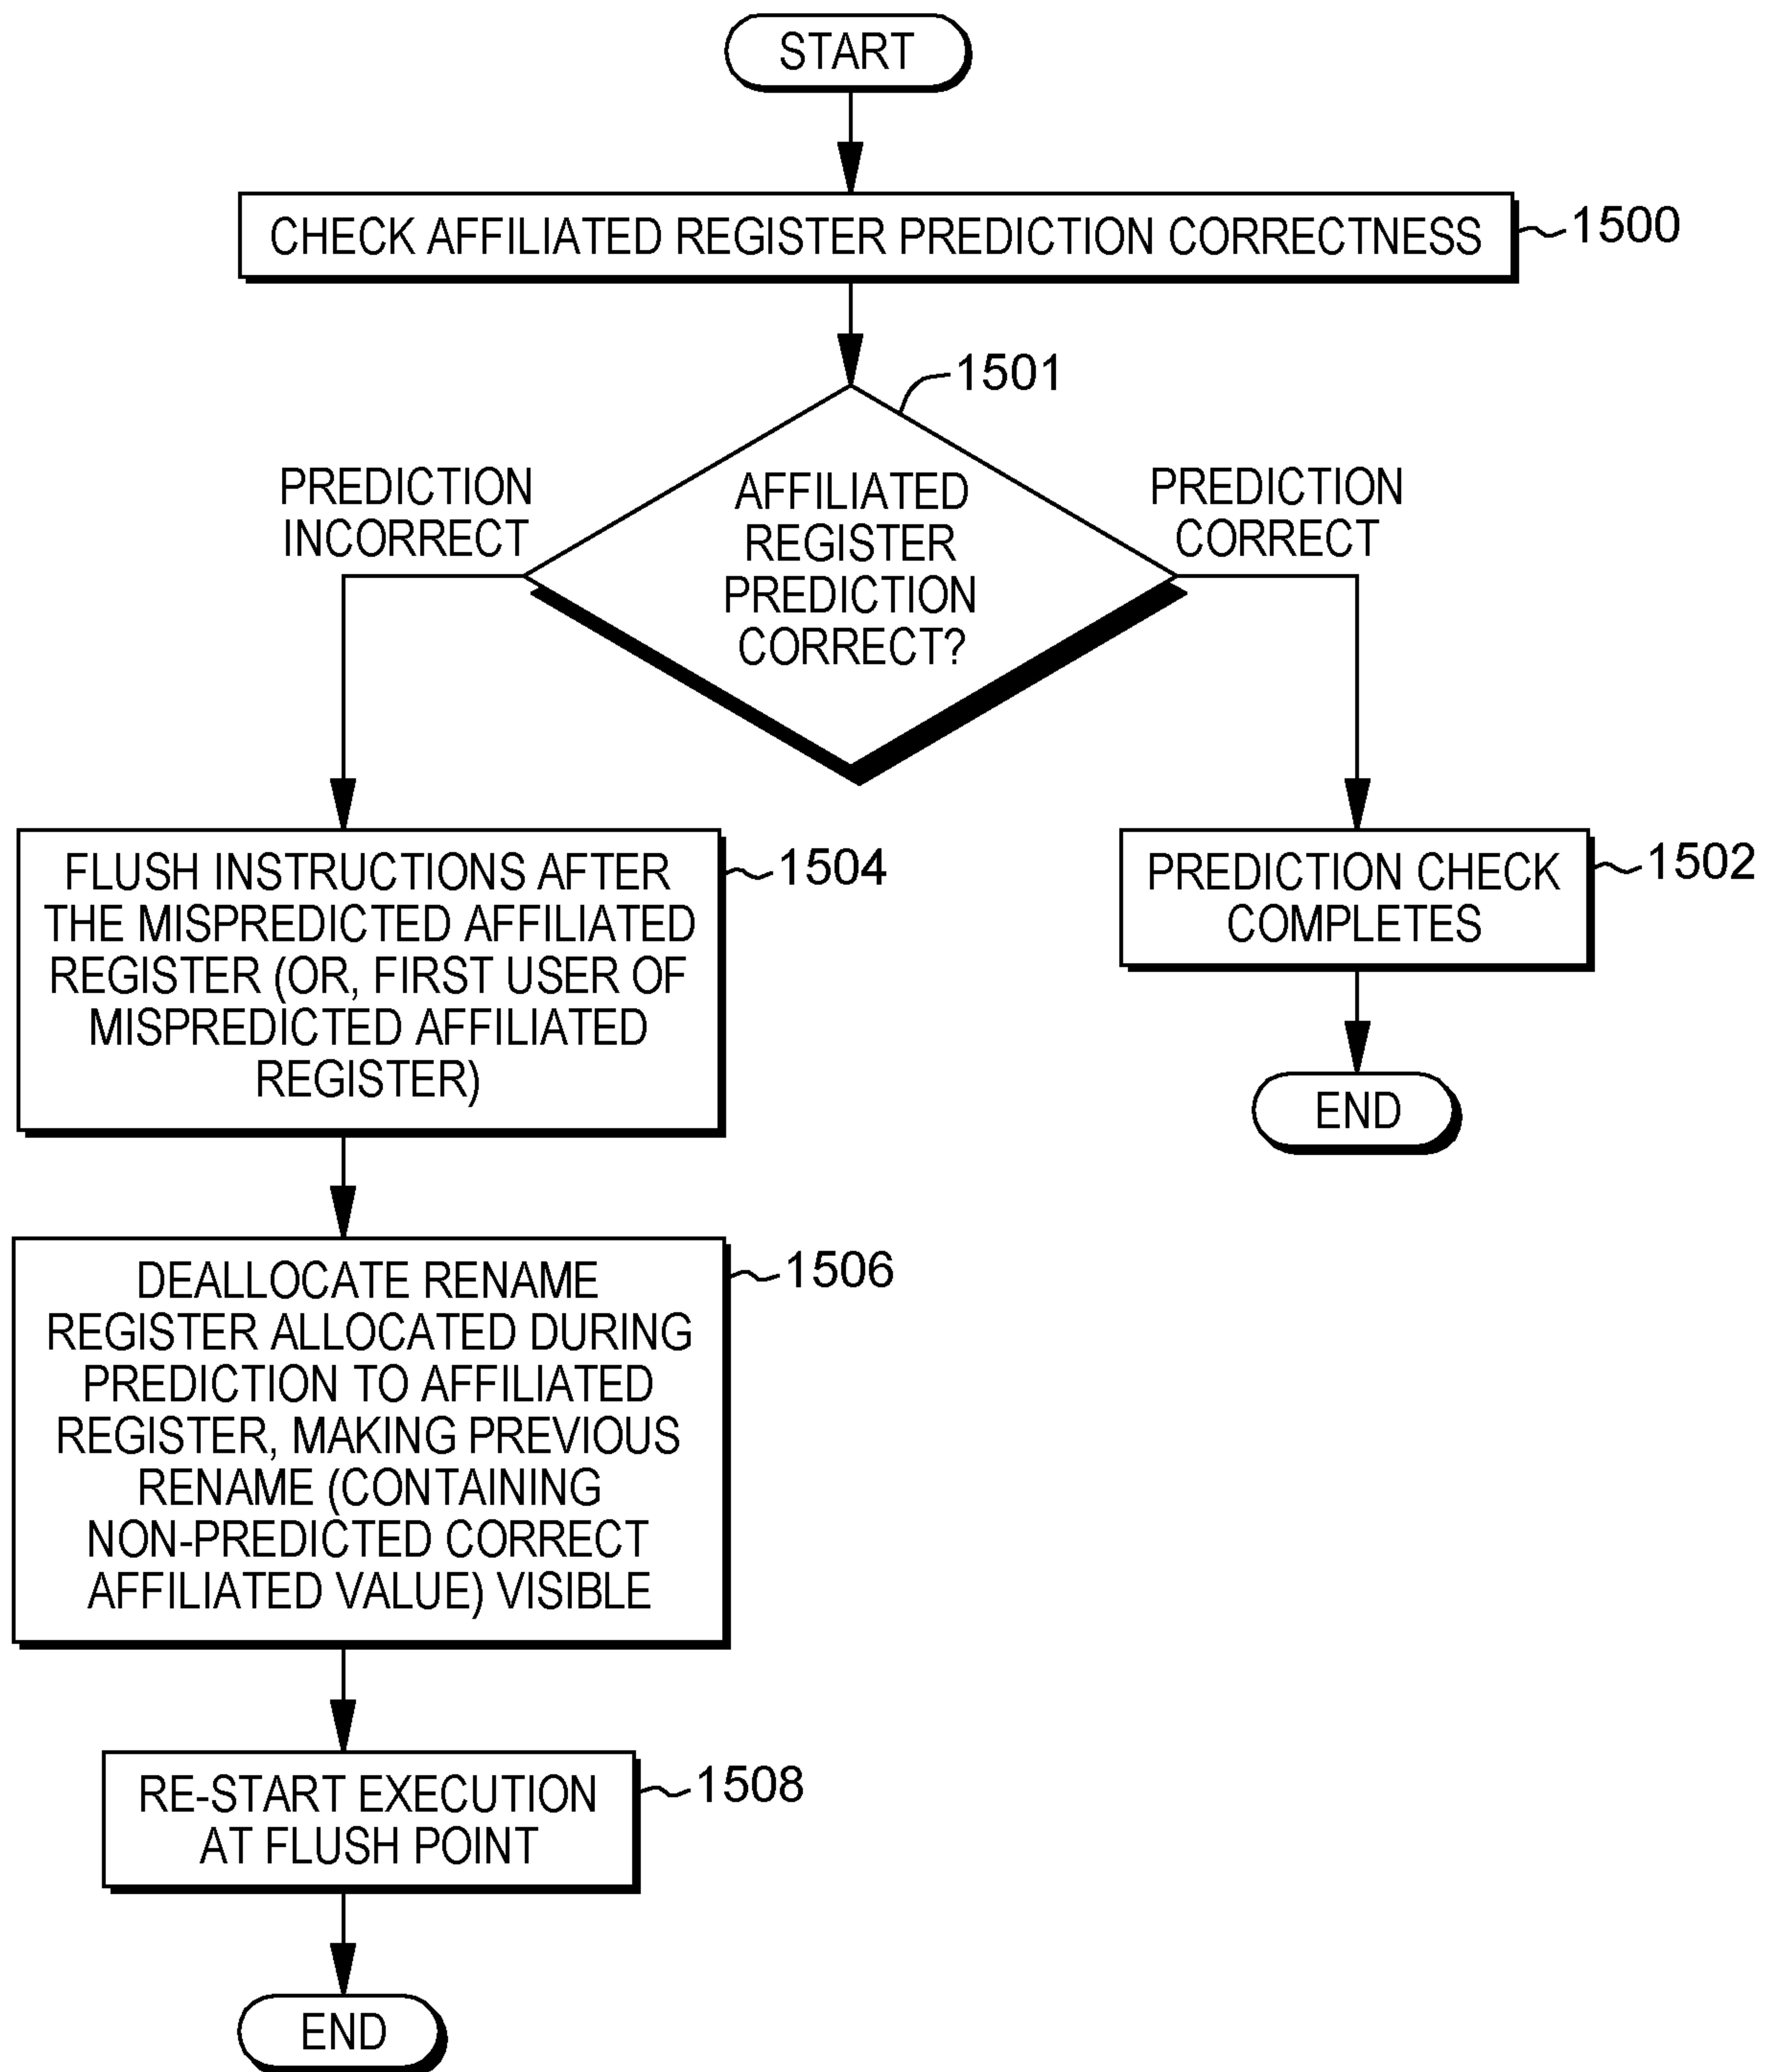 START
CHECK AFFILIATED REGISTER PREDICTION CORRECTNESS
1500
1501
PREDICTION
INCORRECT
AFFILIATED
REGISTER
PREDICTION
CORRECT?
PREDICTION
CORRECT
FLUSH INSTRUCTIONS AFTER
THE MISPREDICTED AFFILIATED
REGISTER (OR, FIRST USER OF
MISPREDICTED AFFILIATED
REGISTER)
1504
PREDICTION CHECK
COMPLETES
1502
END
DEALLOCATE RENAME
REGISTER ALLOCATED DURING
PREDICTION TO AFFILIATED
REGISTER, MAKING PREVIOUS
RENAME (CONTAINING
NON-PREDICTED CORRECT
AFFILIATED VALUE) VISIBLE
1506
RE-START EXECUTION
AT FLUSH POINT
1508
END